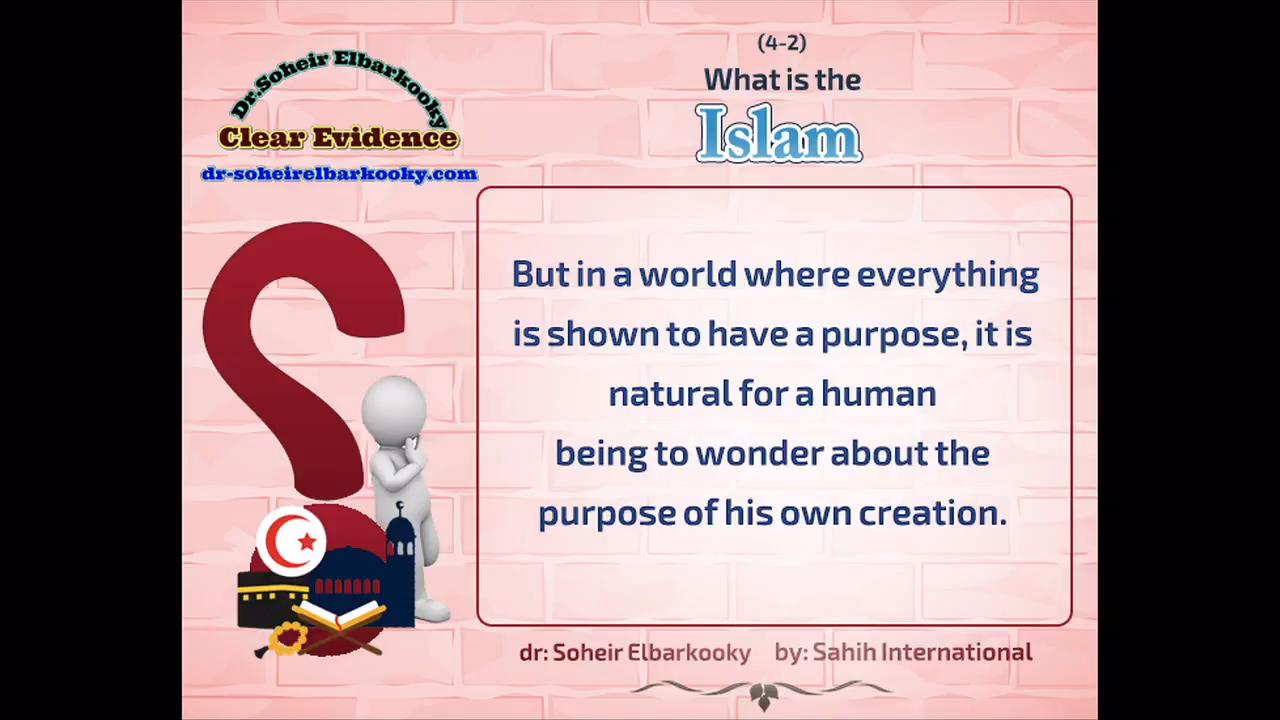 Dr.Soheir Elbarkooky
Clear Evidence
dr-soheirelbarkooky.com
(4-2)
What is the
Islam
But in a world where everything
is shown to have a purpose, it is
natural for a human
being to wonder about the
purpose of his own creation.
dr: Soheir Elbarkooky by: Sahih International